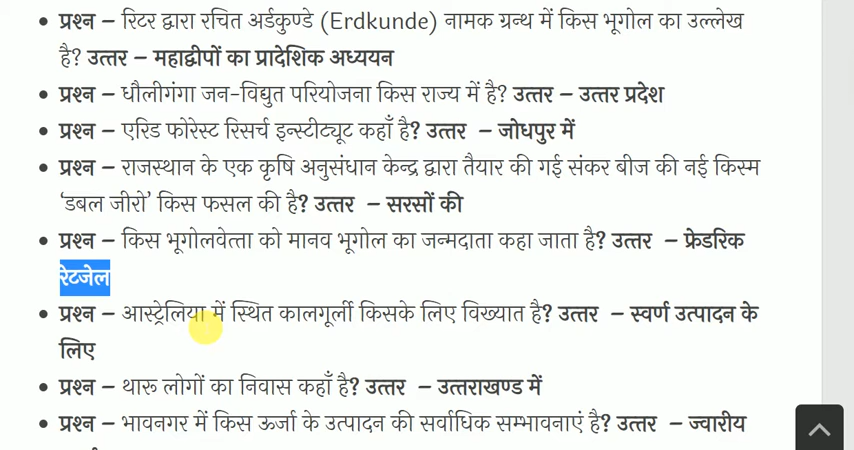 • प्रश्न – रिटर द्वारा रचित अर्डकुण्डे (Erdkunde) नामक ग्रन्थ में किस भूगोल का उल्लेख
है? उत्तर – महाद्वीपों का प्रादेशिक अध्ययन
• प्रश्न – धौलीगंगा जन-विद्युत परियोजना किस राज्य में है? उत्तर – उत्तर प्रदेश
• प्रश्न – एरिड फोरेस्ट रिसर्च इन्स्टीट्यूट कहाँ है? उत्तर – जोधपुर में
• प्रश्न – राजस्थान के एक कृषि अनुसंधान केन्द्र द्वारा तैयार की गई संकर बीज की नई किस्म
‘डबल जीरो’ किस फसल की है? उत्तर – सरसों की
• प्रश्न – किस भूगोलवेत्ता को मानव भूगोल का जन्मदाता कहा जाता है? उत्तर – फ्रेडरिक
रेटजेल
• प्रश्न – आस्ट्रेलिया में स्थित कालगूर्ली किसके लिए विख्यात है? उत्तर – स्वर्ण उत्पादन के
लिए
• प्रश्न – थारू लोगों का निवास कहाँ है? उत्तर – उत्तराखण्ड में
• प्रश्न – भावनगर में किस ऊर्जा के उत्पादन की सर्वाधिक सम्भावनाएं है? उत्तर – ज्वारीय